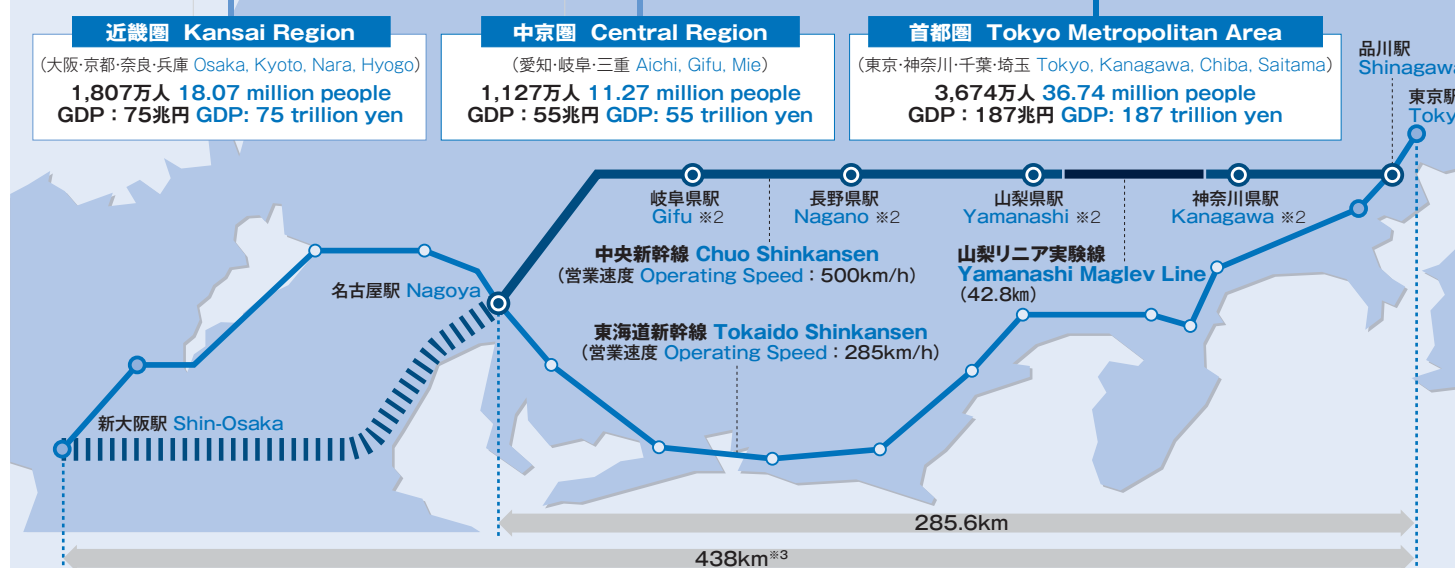 近畿圏 Kansai Region
(大阪･京都･奈良･兵庫 Osaka, Kyoto, Nara, Hyogo)
1,807万人 18.07 million people
GDP：75兆円 GDP: 75 trillion yen
中京圏 Central Region
(愛知･岐阜･三重 Aichi, Gifu, Mie)
1,127万人 11.27 million people
GDP：55兆円 GDP: 55 trillion yen
首都圏 Tokyo Metropolitan Area
(東京･神奈川･千葉･埼玉 Tokyo, Kanagawa, Chiba, Saitama)
3,674万人 36.74 million people
GDP：187兆円 GDP: 187 trillion yen
品川駅
Shinagawa
東京駅
Toky
岐阜県駅
Gifu ※2
長野県駅
Nagano ※2
山梨県駅
Yamanashi ※2
神奈川県駅
Kanagawa ※2
中央新幹線 Chuo Shinkansen
(営業速度 Operating Speed：500km/h)
山梨リニア実験線
Yamanashi Maglev Line
(42.8㎞)
名古屋駅 Nagoya
東海道新幹線 Tokaido Shinkansen
(営業速度 Operating Speed：285km/h)
新大阪駅 Shin-Osaka
285.6km
438km※3